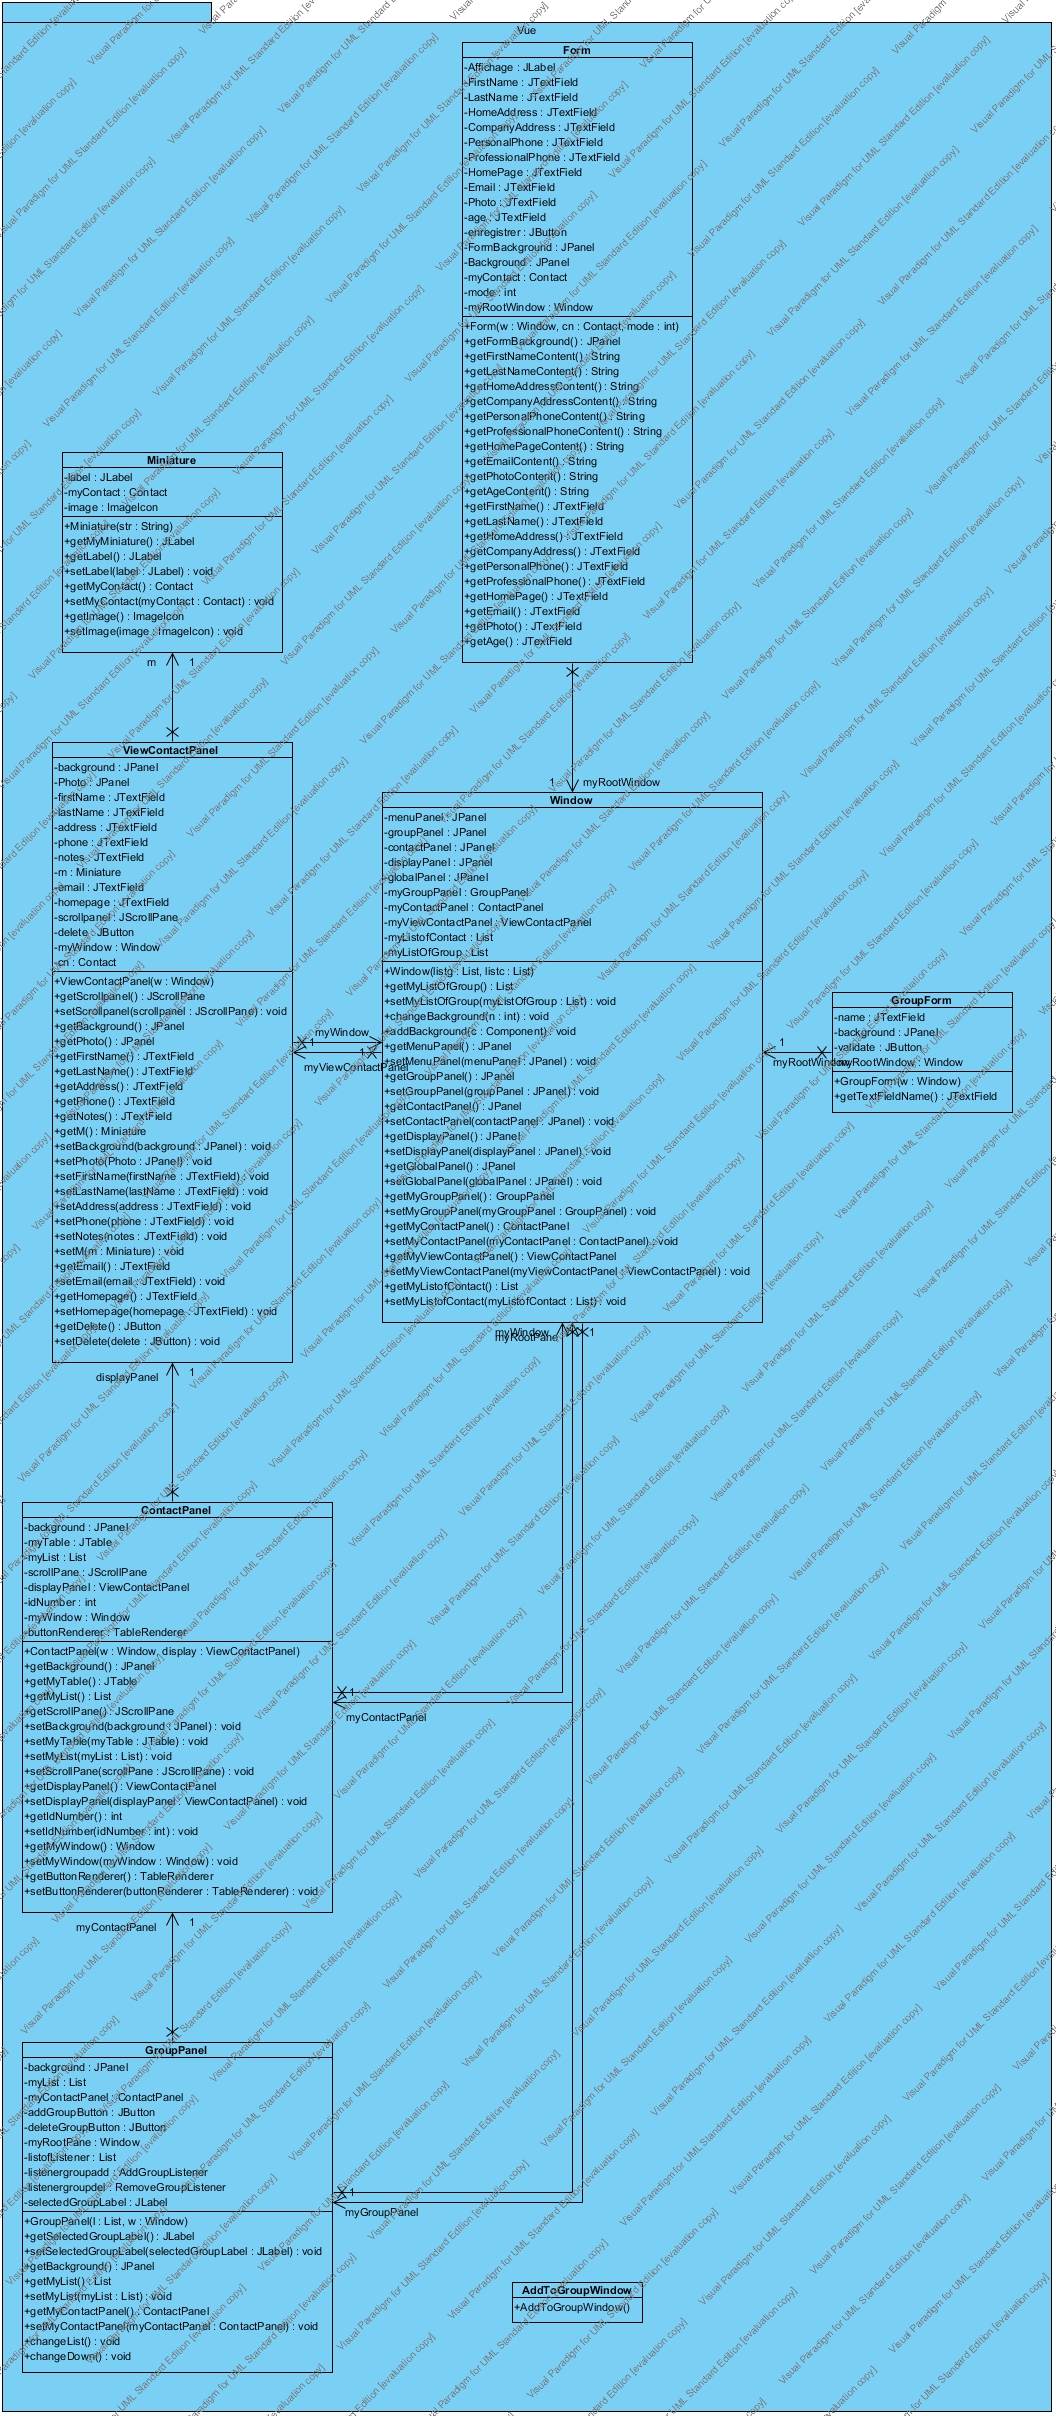 Vue
Form
-Affichage : JLabel
-FirstName : JTextField
-LastName : JTextField
-HomeAddress : JTextField
-CompanyAddress : JTextField
-PersonalPhone : JTextField
-ProfessionalPhone : JTextField
-HomePage : JTextField
-Email : JTextField
-Photo : JTextField
-age : JTextField
-enregistrer : JButton
-FormBackground : JPanel
-Background : JPanel
-myContact : Contact
-mode : int
-myRootWindow : Window
+Form(w : Window, cn : Contact, mode : int)
+getFormBackground() : JPanel
+getFirstNameContent() : String
+getLastNameContent() : String
+getHomeAddressContent() : String
+getCompanyAddressContent() : String
+getPersonalPhoneContent() : String
+getProfessionalPhoneContent() : String
+getHomePageContent() : String
+getEmailContent() : String
+getPhotoContent() : String
+getAgeContent() : String
+getFirstName() : JTextField
+getLastName() : JTextField
+getHomeAddress() : JTextField
+getCompanyAddress() : JTextField
+getPersonalPhone() : JTextField
+getProfessionalPhone() : JTextField
+getHomePage() : JTextField
+getEmail() : JTextField
+getPhoto() : JTextField
+getAge() : JTextField
Miniature
-label : JLabel
-myContact : Contact
-image : ImageIcon
+Miniature(str : String)
+getMyMiniature() : JLabel
+getLabel() : JLabel
+setLabel(label : JLabel) : void
+getMyContact() : Contact
+setMyContact(myContact : Contact) : void
+getImage() : ImageIcon
+setImage(image : ImageIcon) : void
m 1
1 myRootWindow
ViewContactPanel
-background : JPanel
-Photo : JPanel
-firstName : JTextField
-lastName : JTextField
-address : JTextField
-phone : JTextField
-notes : JTextField
-m : Miniature
-email : JTextField
-homepage : JTextField
-scrollpanel : JScrollPane
-delete : JButton
-myWindow : Window
-cn : Contact
+ViewContactPanel(w : Window)
+getScrollpanel() : JScrollPane
+setScrollpanel(scrollpanel : JScrollPane) : void
+getBackground() : JPanel
+getPhoto() : JPanel
+getFirstName() : JTextField
+getLastName() : JTextField
+getAddress() : JTextField
+getPhone() : JTextField
+getNotes() : JTextField
+getM() : Miniature
+setBackground(background : JPanel) : void
+setPhoto(Photo : JPanel) : void
+setFirstName(firstName : JTextField) : void
+setLastName(lastName : JTextField) : void
+setAddress(address : JTextField) : void
+setPhone(phone : JTextField) : void
+setNotes(notes : JTextField) : void
+setM(m : Miniature) : void
+getEmail() : JTextField
+setEmail(email : JTextField) : void
+getHomepage() : JTextField
+setHomepage(homepage : JTextField) : void
+getDelete() : JButton
+setDelete(delete : JButton) : void
Window
-menuPanel : JPanel
-groupPanel : JPanel
-contactPanel : JPanel
-displayPanel : JPanel
-globalPanel : JPanel
-myGroupPanel : GroupPanel
-myContactPanel : ContactPanel
-myViewContactPanel : ViewContactPanel
-myListofContact : List
-myListOfGroup : List
+Window(listg : List, listc : List)
+getMyListOfGroup() : List
+setMyListOfGroup(myListOfGroup : List) : void
+changeBackground(n : int) : void
+addBackground(c : Component) : void
+getMenuPanel() : JPanel
+setMenuPanel(menuPanel : JPanel) : void
+getGroupPanel() : JPanel
+setGroupPanel(groupPanel : JPanel) : void
+getContactPanel() : JPanel
+setContactPanel(contactPanel : JPanel) : void
+getDisplayPanel() : JPanel
+setDisplayPanel(displayPanel : JPanel) : void
+getGlobalPanel() : JPanel
+setGlobalPanel(globalPanel : JPanel) : void
+getMyGroupPanel() : GroupPanel
+setMyGroupPanel(myGroupPanel : GroupPanel) : void
+getMyContactPanel() : ContactPanel
+setMyContactPanel(myContactPanel : ContactPanel) : void
+getMyViewContactPanel() : ViewContactPanel
+setMyViewContactPanel(myViewContactPanel : ViewContactPanel) : void
+getMyListofContact() : List
+setMyListofContact(myListofContact : List) : void
GroupForm
-name : JTextField
-background : JPanel
-validate : JButton
-myRootWindow : Window
+GroupForm(w : Window)
+getTextFieldName() : JTextField
myWindow
1
1
myViewContactPanel
1
myRootWindow
myWindow
myRootPane
1
displayPanel 1
ContactPanel
-background : JPanel
-myTable : JTable
-myList : List
-scrollPane : JScrollPane
-displayPanel : ViewContactPanel
-idNumber : int
-myWindow : Window
-buttonRenderer : TableRenderer
+ContactPanel(w : Window, display : ViewContactPanel)
+getBackground() : JPanel
+getMyTable() : JTable
+getMyList() : List
+getScrollPane() : JScrollPane
+setBackground(background : JPanel) : void
+setMyTable(myTable : JTable) : void
+setMyList(myList : List) : void
+setScrollPane(scrollPane : JScrollPane) : void
+getDisplayPanel() : ViewContactPanel
+setDisplayPanel(displayPanel : ViewContactPanel) : void
+getIdNumber() : int
+setIdNumber(idNumber : int) : void
+getMyWindow() : Window
+setMyWindow(myWindow : Window) : void
+getButtonRenderer() : TableRenderer
+setButtonRenderer(buttonRenderer : TableRenderer) : void
1
myContactPanel
myContactPanel 1
GroupPanel
-background : JPanel
-myList : List
-myContactPanel : ContactPanel
-addGroupButton : JButton
-deleteGroupButton : JButton
-myRootPane : Window
-listofListener : List
-listenergroupadd : AddGroupListener
-listenergroupdel : RemoveGroupListener
-selectedGroupLabel : JLabel
+GroupPanel(l : List, w : Window)
+getSelectedGroupLabel() : JLabel
+setSelectedGroupLabel(selectedGroupLabel : JLabel) : void
+getBackground() : JPanel
+getMyList() : List
+setMyList(myList : List) : void
+getMyContactPanel() : ContactPanel
+setMyContactPanel(myContactPanel : ContactPanel) : void
+changeList() : void
+changeDown() : void
1
myGroupPanel
AddToGroupWindow
+AddToGroupWindow()
Visual Paradigm for UML Standard Edition [evaluation copy]